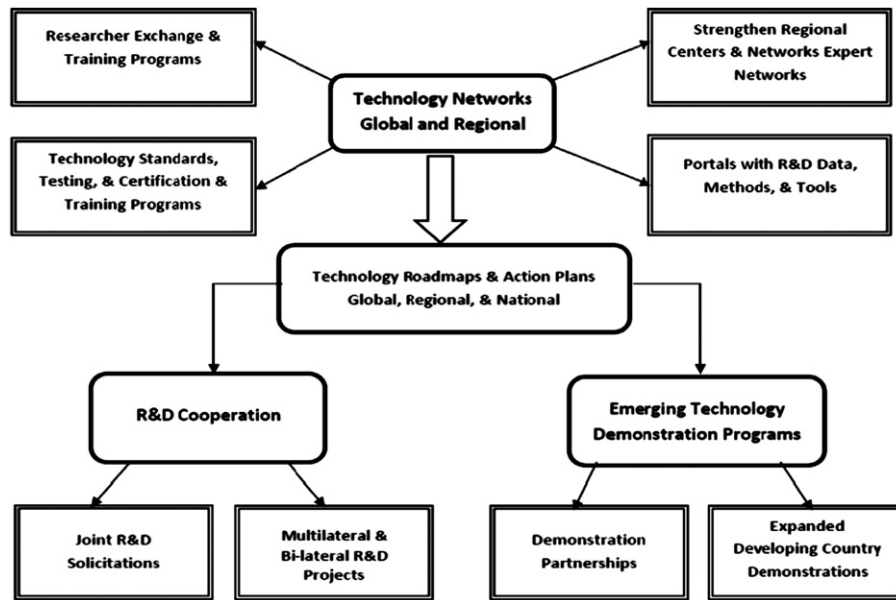 Researcher Exchange &
Training Programs
Strengthen Regional
Centers & Networks Expert
Networks
Technology Networks
Global and Regional
Technology Standards,
Testing, & Certification &
Training Programs
Portals with R&D Data,
Methods, & Tools
Technology Roadmaps & Action Plans
Global, Regional, & National
R&D Cooperation
Emerging Technology
Demonstration Programs
Joint R&D
Solicitations
Multilateral &
Bi-lateral R&D
Projects
Demonstration
Partnerships
Expanded
Developing Country
Demonstrations